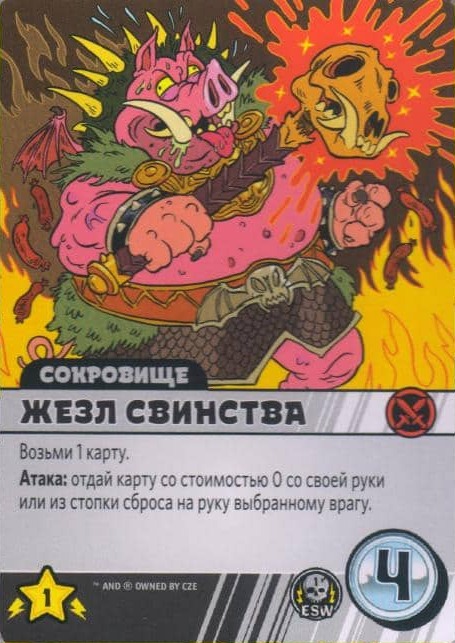 СОКРОВИЩЕ
ЖЕЗЛ СВИНСТВА
Возьми 1 карту.
Атака: отдай карту со стоимостью 0 со своей руки
или из стопки сброса на руку выбранному врагу.
1
™ AND ® OWNED BY CZE
ESW
4